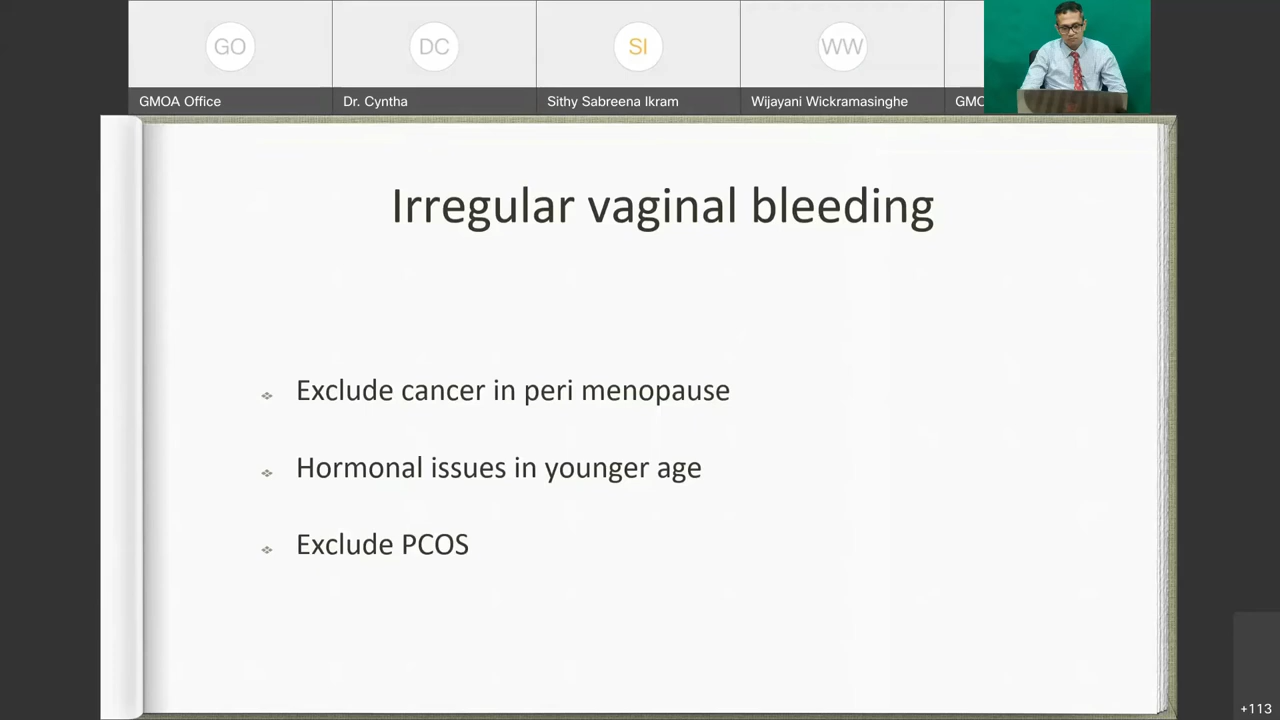 GO
DC
SI
WW
GMOA Office
Dr. Cyntha
Sithy Sabreena Ikram
Wijayani Wickramasinghe
GMO
Irregular vaginal bleeding
Exclude cancer in peri menopause
Hormonal issues in younger age
Exclude PCOS
+113